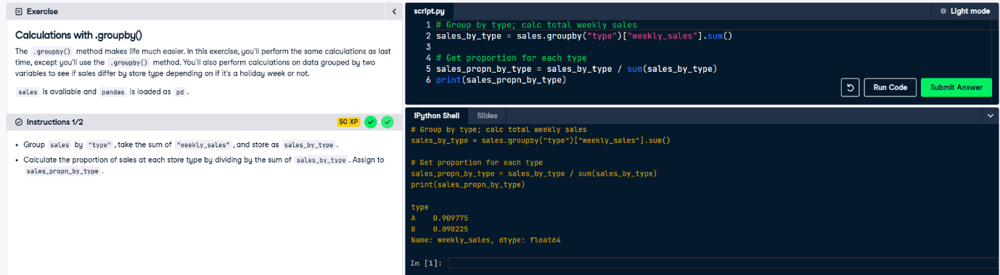 Exercise
Calculations with .groupby()
The .groupby() method makes life much easier. In this exercise, you'll perform the same calculations as last
time, except you'll use the .groupby() method. You'll also perform calculations on data grouped by two
variables to see if sales differ by store type depending on if it's a holiday week or not.
sales is available and pandas is loaded as pd.
Instructions 1/2
50 XP
• Group sales by "type", take the sum of "weekly_sales", and store as sales_by_type.
• Calculate the proportion of sales at each store type by dividing by the sum of sales_by_type. Assign to
sales_propn_by_type.
script.py
Light mode
1 # Group by type; calc total weekly sales
2 sales_by_type = sales.groupby("type")["weekly_sales"].sum()
3
4 # Get proportion for each type
5 sales_propn_by_type = sales_by_type / sum(sales_by_type)
6 print(sales_propn_by_type)
Run Code
Submit Answer
IPython Shell
Slides
# Group by type; calc total weekly sales
sales_by_type = sales.groupby("type")["weekly_sales"].sum()
# Get proportion for each type
sales_propn_by_type = sales_by_type / sum(sales_by_type)
print(sales_propn_by_type)
type
A    0.909775
B    0.090225
Name: weekly_sales, dtype: float64
In [1]: